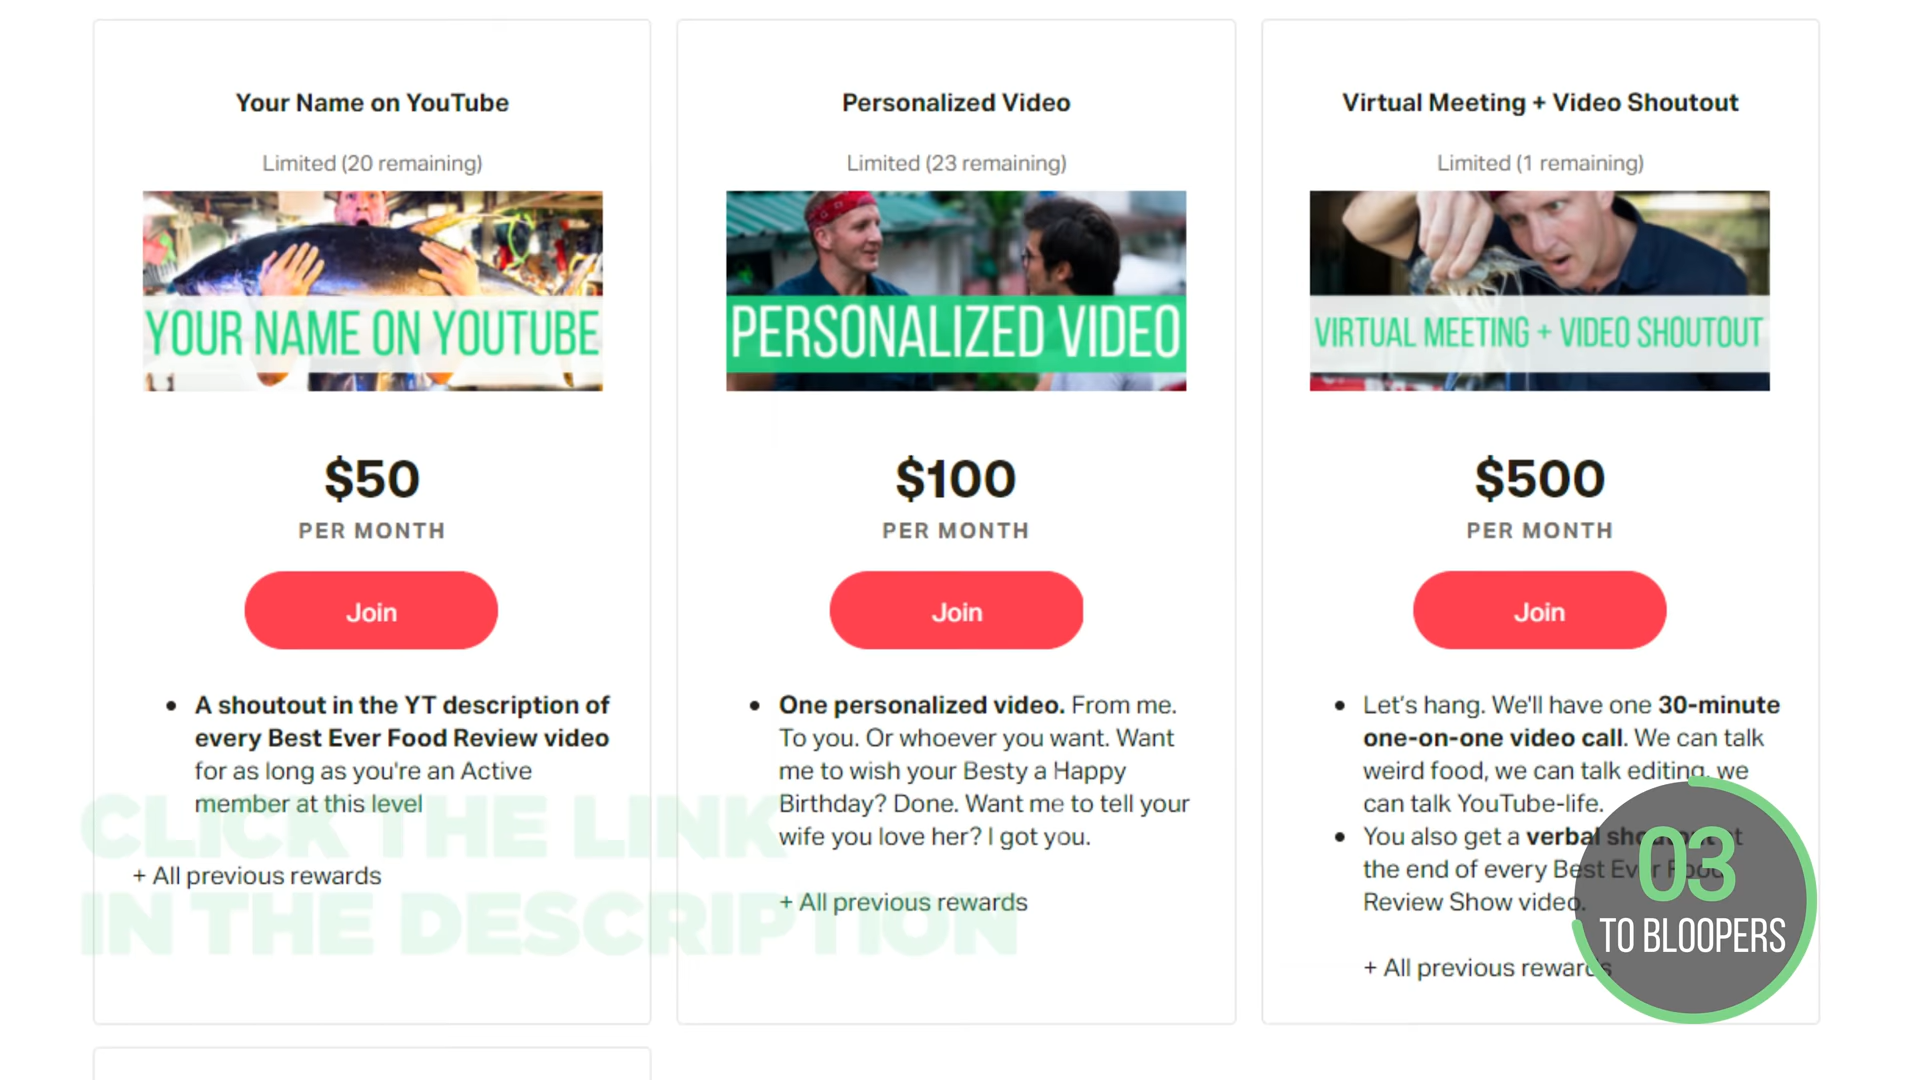 Your Name on YouTube
Limited (20 remaining)
YOUR NAME ON YOUTUBE
$50
PER MONTH
Join
• A shoutout in the YT description of
every Best Ever Food Review video
for as long as you're an Active
member at this level
+ All previous rewards
Personalized Video
Limited (23 remaining)
PERSONALIZED VIDEO
$100
PER MONTH
Join
• One personalized video. From me.
To you. Or whoever you want. Want
me to wish your Besty a Happy
Birthday? Done. Want me to tell your
wife you love her? I got you.
+ All previous rewards
Virtual Meeting + Video Shoutout
Limited (1 remaining)
VIRTUAL MEETING + VIDEO SHOUTOUT
$500
PER MONTH
Join
• Let's hang. We'll have one 30-minute
one-on-one video call. We can talk
weird food, we can talk editing, we
can talk YouTube-life.
• You also get a verbal shoutout at
the end of every Best Ever Food
Review Show video.
+ All previous rewards
CLICK THE LINK
IN THE DESCRIPTION
03
TO BLOOPERS